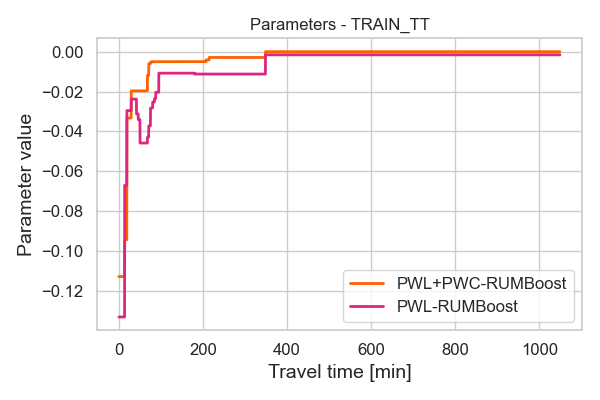 Parameters - TRAIN_TT
Parameter value
0.00
−0.02
−0.04
−0.06
−0.08
−0.10
−0.12
0
200
400
600
800
1000
Travel time [min]
PWL+PWC-RUMBoost
PWL-RUMBoost